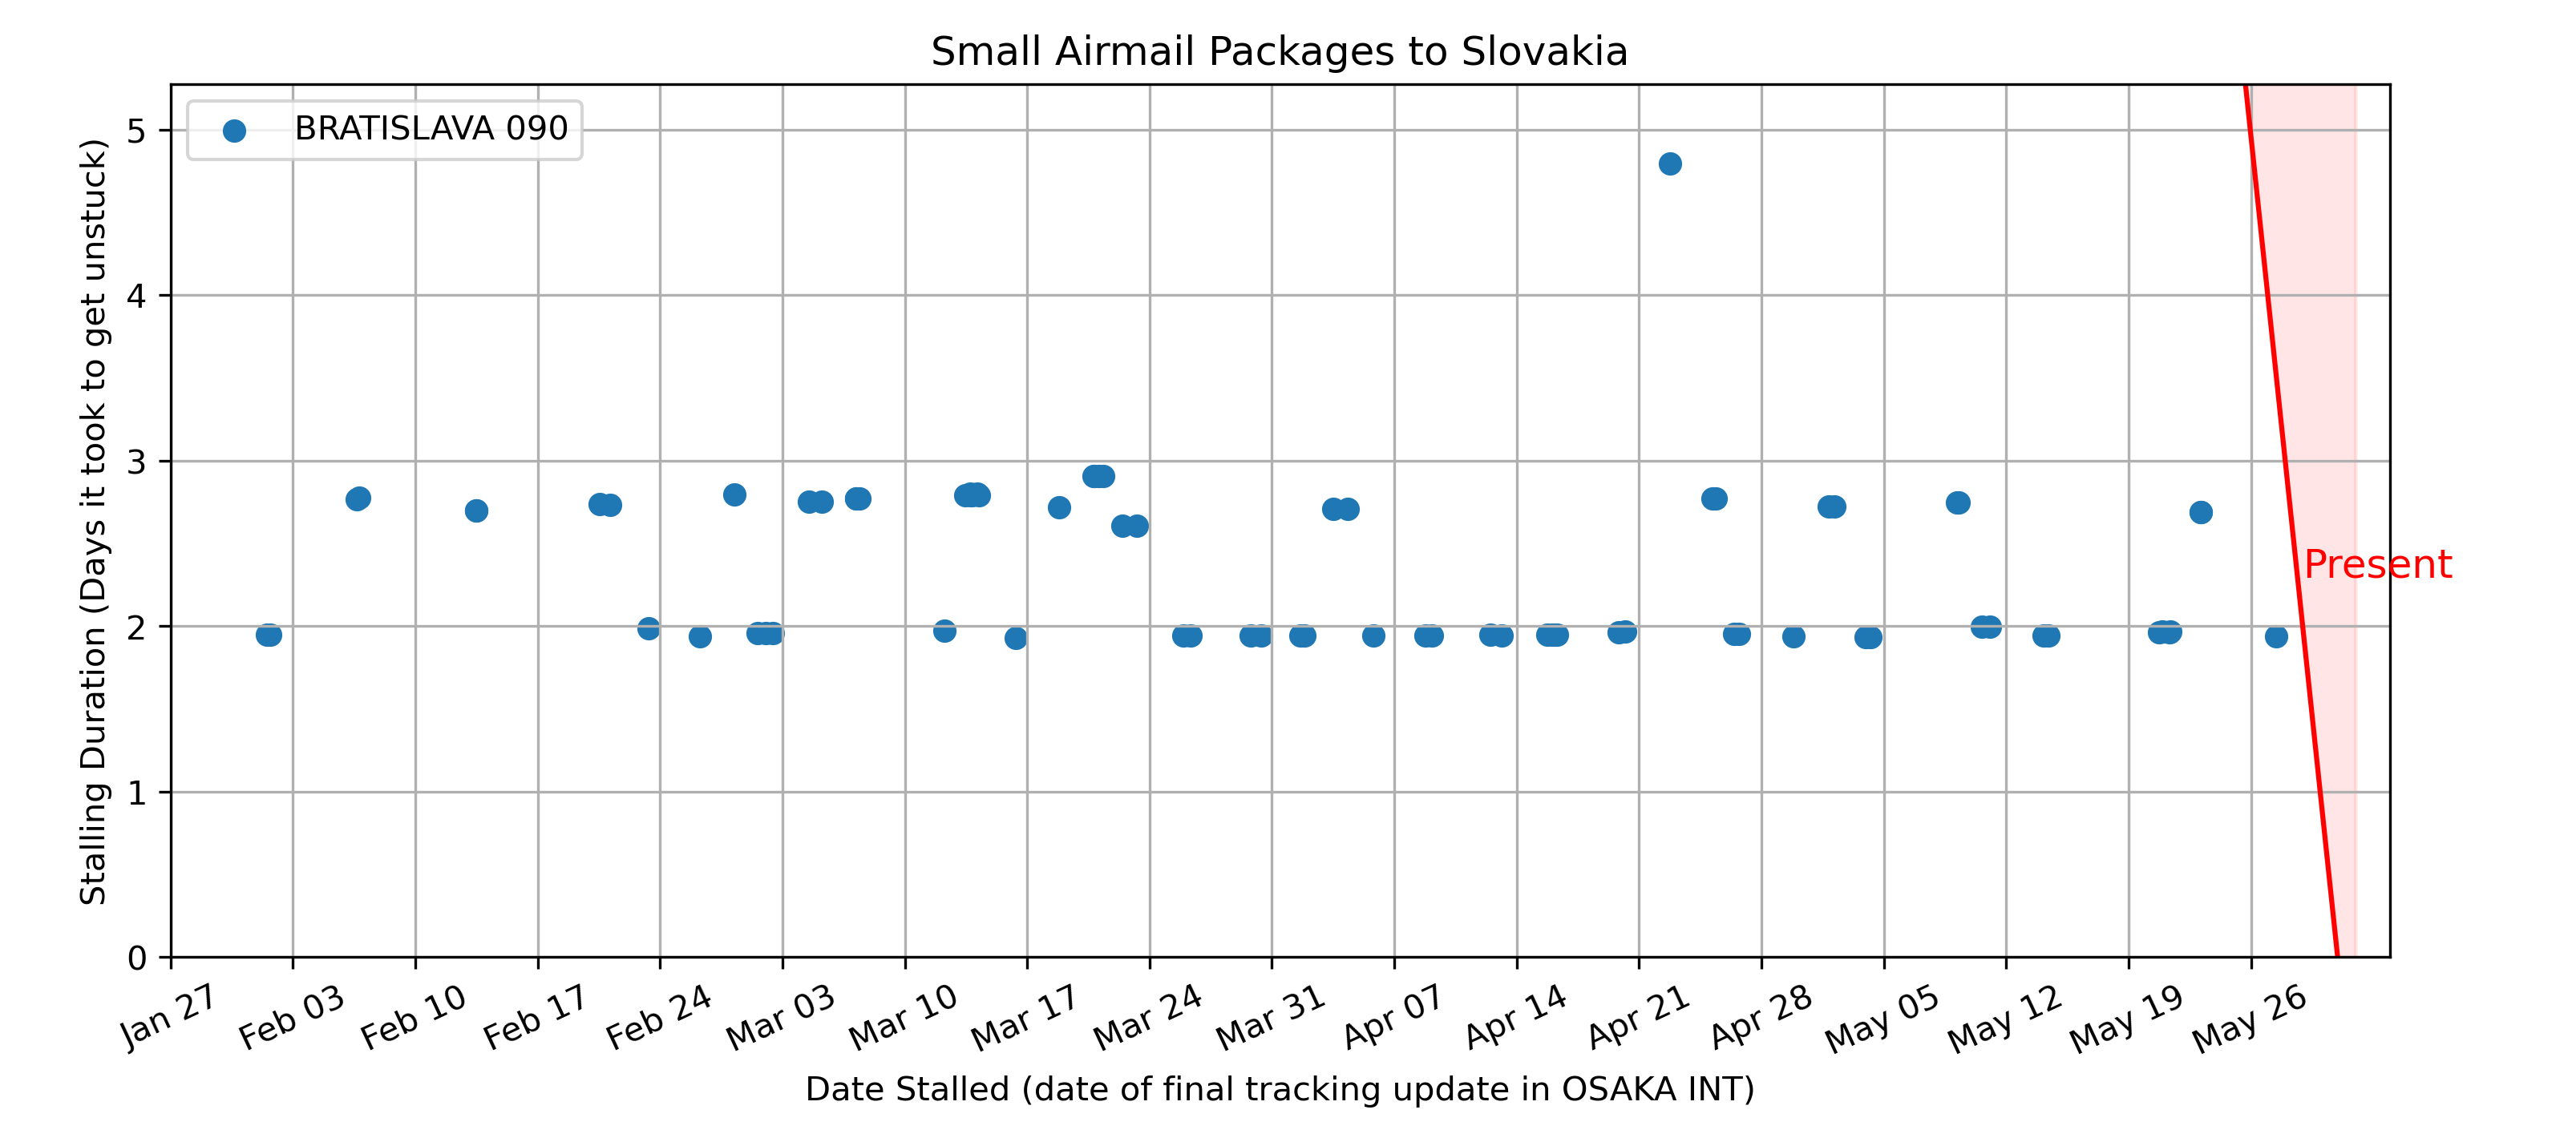 Small Airmail Packages to Slovakia
BRATISLAVA 090
Stalling Duration (Days it took to get unstuck)
5
4
3
2
1
0
Present
Jan 27
Feb 03
Feb 10
Feb 17
Feb 24
Mar 03
Mar 10
Mar 17
Mar 24
Mar 31
Apr 07
Apr 14
Apr 21
Apr 28
May 05
May 12
May 19
May 26
Date Stalled (date of final tracking update in OSAKA INT)